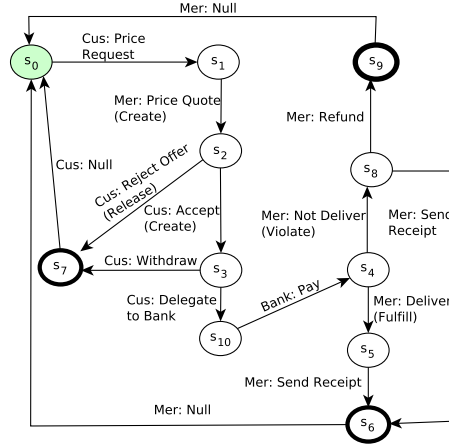 Mer: Null
Cus: Price
Request
s0
s1
s9
Mer: Price Quote
(Create)
Mer: Refund
s2
Cus: Null
Cus: Reject Offer
(Release)
s8
Cus: Accept
(Create)
Mer: Not Deliver
(Violate)
Mer: Send
Receipt
s7
Cus: Withdraw
s3
s4
Cus: Delegate
to Bank
Bank: Pay
Mer: Deliver
(Fulfill)
s10
s5
Mer: Send Receipt
Mer: Null
s6